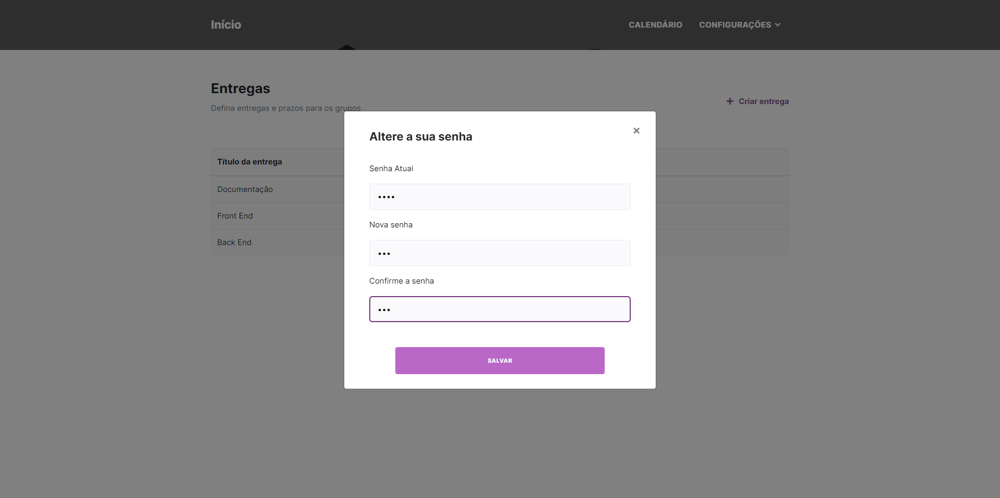 Início
CALENDÁRIO
CONFIGURAÇÕES
Entregas
Defina entregas e prazos para os grupos
Criar entrega
Título da entrega
Documentação
Front End
Back End
Altere a sua senha
Senha Atual
••••
Nova senha
•••
Confirme a senha
•••
SALVAR